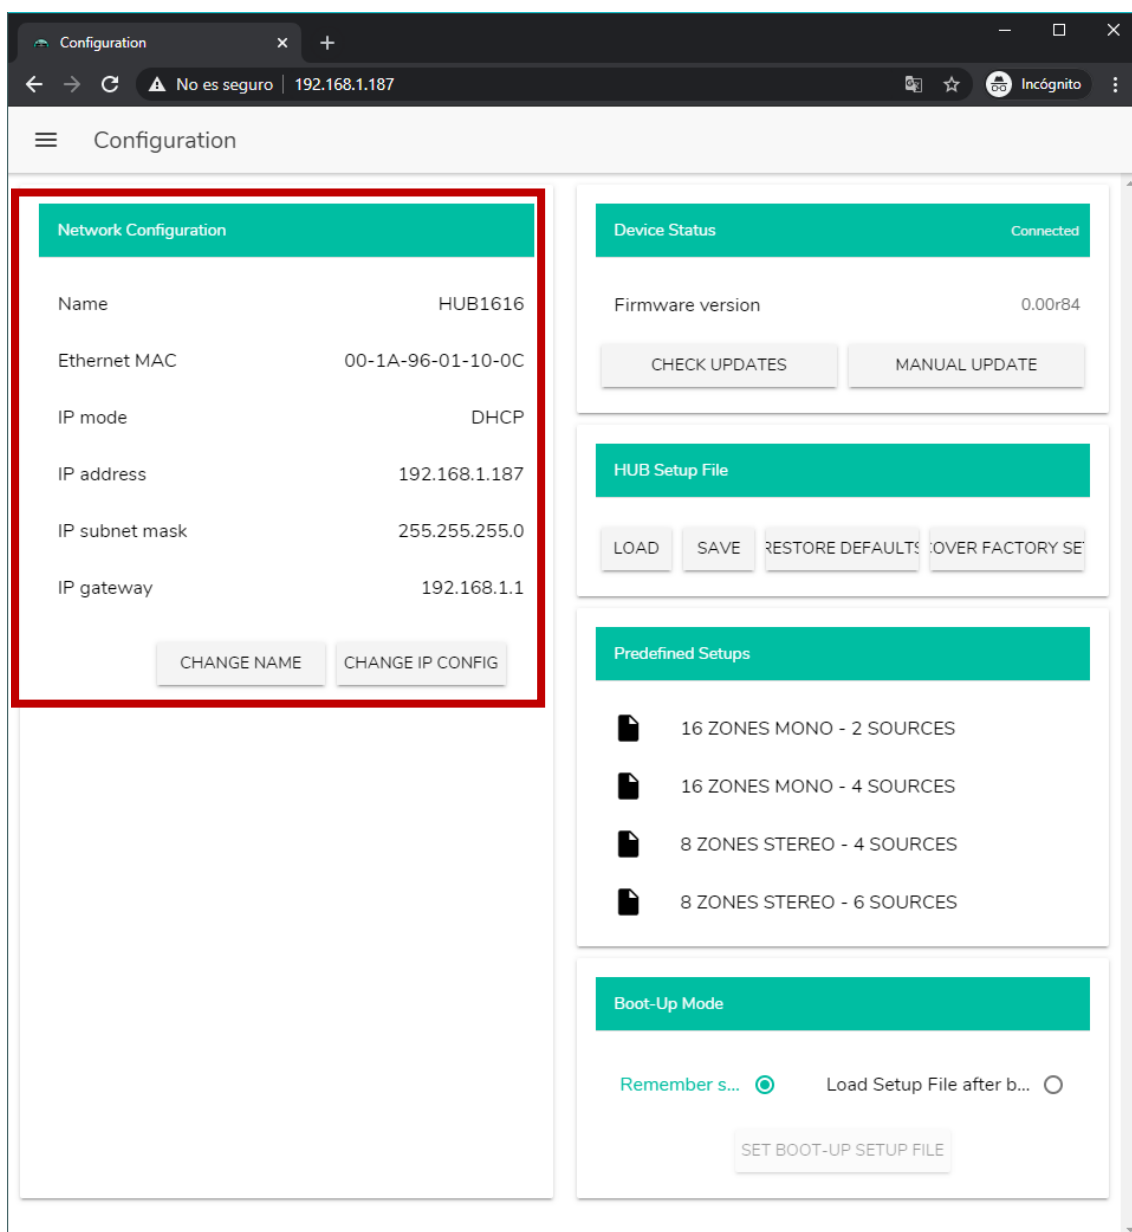 Configuration
No es seguro | 192.168.1.187
Incógnito
Configuration
Network Configuration
Name HUB1616
Ethernet MAC 00-1A-96-01-10-0C
IP mode DHCP
IP address 192.168.1.187
IP subnet mask 255.255.255.0
IP gateway 192.168.1.1
CHANGE NAME CHANGE IP CONFIG
Device Status Connected
Firmware version 0.00r84
CHECK UPDATES MANUAL UPDATE
HUB Setup File
LOAD SAVE RESTORE DEFAULTS COVER FACTORY SE
Predefined Setups
16 ZONES MONO - 2 SOURCES
16 ZONES MONO - 4 SOURCES
8 ZONES STEREO - 4 SOURCES
8 ZONES STEREO - 6 SOURCES
Boot-Up Mode
Remember s... Load Setup File after b...
SET BOOT-UP SETUP FILE